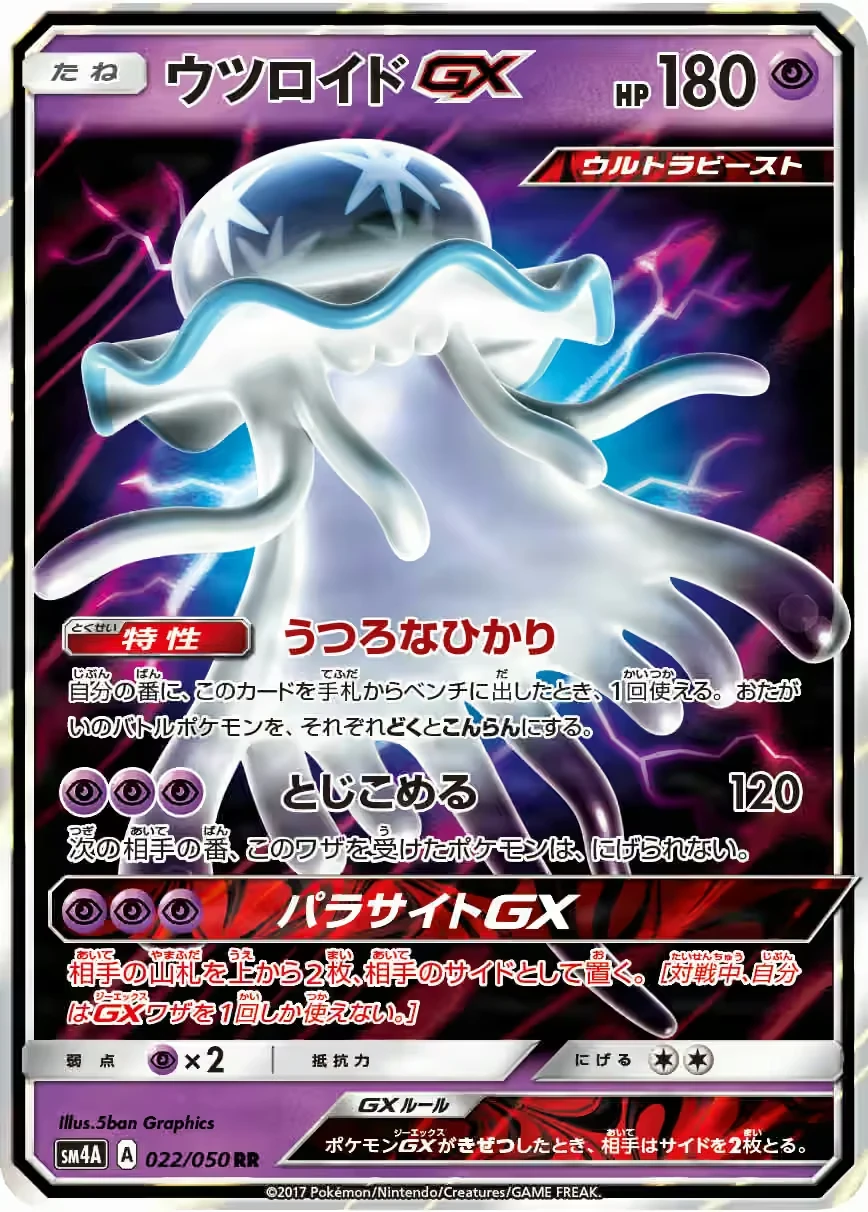 たね ウツロイドGX HP180
ウルトラビースト
とくせい 特性 うつろなひかり
自分の番に、このカードを手札からベンチに出したとき、1回使える。おたが
いのバトルポケモンを、それぞれどくとこんらんにする。
とじこめる 120
次の相手の番、このワザを受けたポケモンは、にげられない。
パラサイトGX
相手の山札を上から2枚、相手のサイドとして置く。[対戦中、自分
はGXワザを1回しか使えない。]
弱点 ×2 抵抗力 にげる
GXルール
ポケモンGXがきぜつしたとき、相手はサイドを2枚とる。
Illus.5ban Graphics
SM4A A 022/050 RR
©2017 Pokémon/Nintendo/Creatures/GAME FREAK.